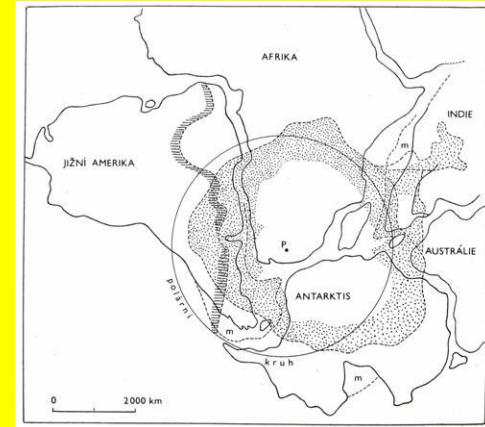 AFRIKA
INDIE
m
JIŽNÍ AMERIKA
P
AUSTRÁLIE
ANTARKTIS
polární
m
kruh
m
0 2000 km